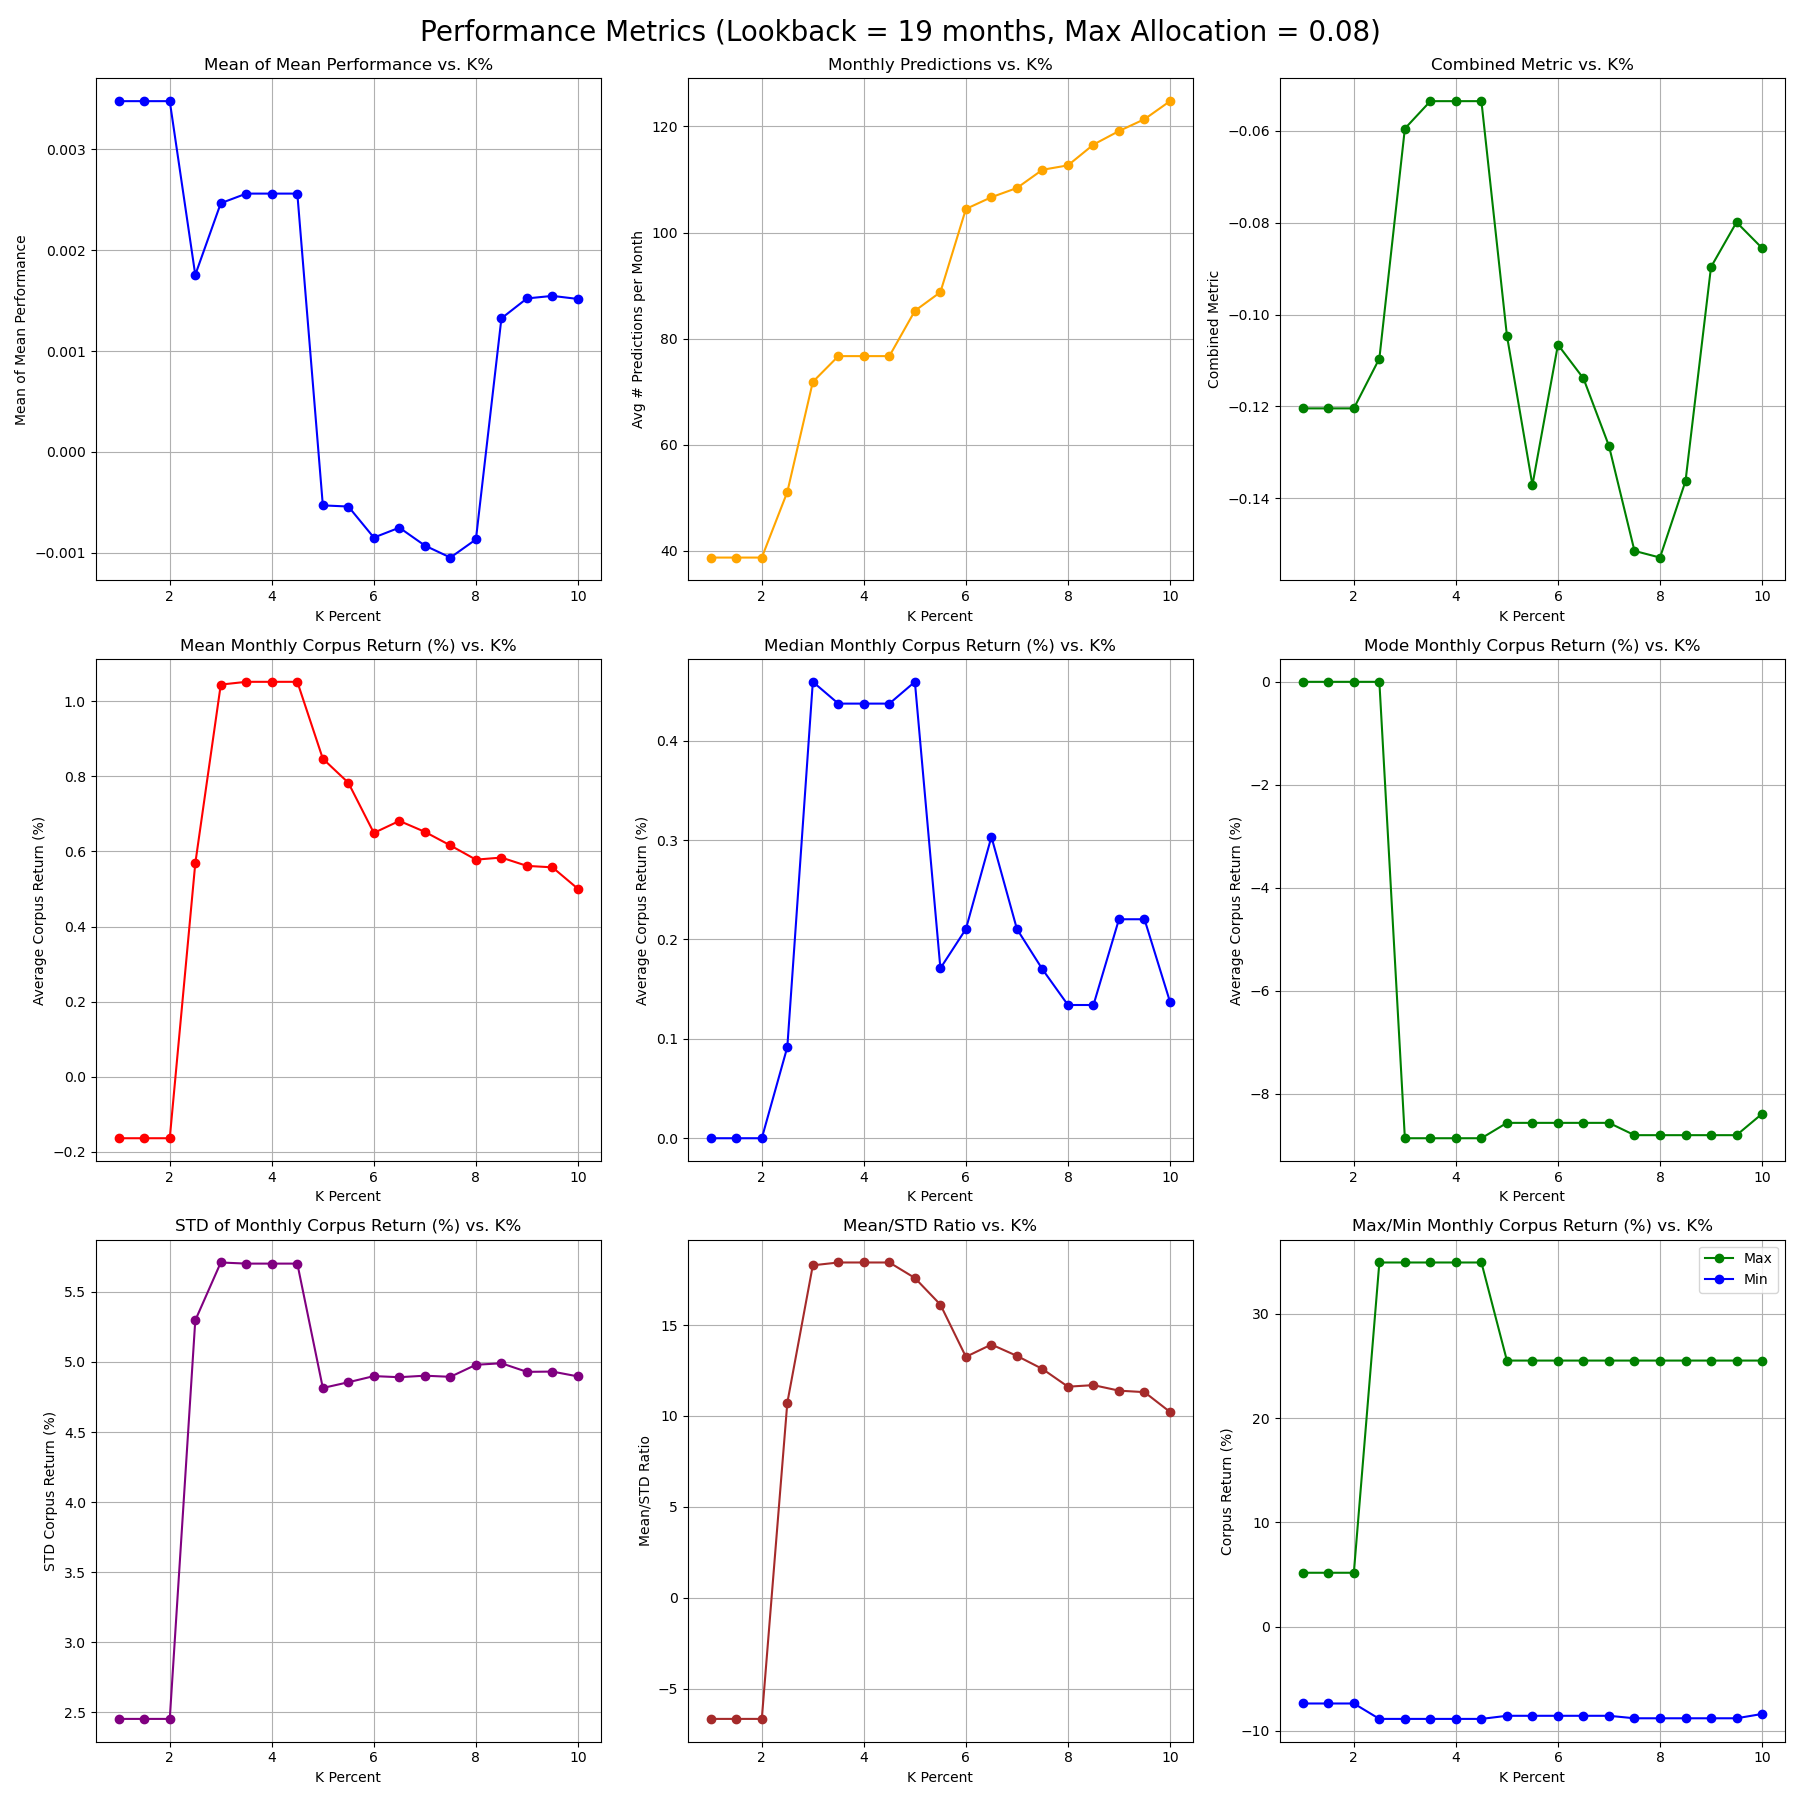 Performance Metrics (Lookback = 19 months, Max Allocation = 0.08)
Mean of Mean Performance vs. K%
Mean of Mean Performance
0.003
0.002
0.001
0.000
−0.001
2 4 6 8 10
K Percent
Monthly Predictions vs. K%
Avg # Predictions per Month
120
100
80
60
40
2 4 6 8 10
K Percent
Combined Metric vs. K%
Combined Metric
−0.06
−0.08
−0.10
−0.12
−0.14
2 4 6 8 10
K Percent
Mean Monthly Corpus Return (%) vs. K%
Average Corpus Return (%)
1.0
0.8
0.6
0.4
0.2
0.0
−0.2
2 4 6 8 10
K Percent
Median Monthly Corpus Return (%) vs. K%
Average Corpus Return (%)
0.4
0.3
0.2
0.1
0.0
2 4 6 8 10
K Percent
Mode Monthly Corpus Return (%) vs. K%
Average Corpus Return (%)
0
−2
−4
−6
−8
2 4 6 8 10
K Percent
STD of Monthly Corpus Return (%) vs. K%
STD Corpus Return (%)
5.5
5.0
4.5
4.0
3.5
3.0
2.5
2 4 6 8 10
K Percent
Mean/STD Ratio vs. K%
Mean/STD Ratio
15
10
5
0
−5
2 4 6 8 10
K Percent
Max/Min Monthly Corpus Return (%) vs. K%
Corpus Return (%)
Max
Min
30
20
10
0
−10
2 4 6 8 10
K Percent